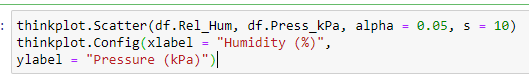 : thinkplot.Scatter(df.Rel_Hum, df.Press_kPa, alpha = 0.05, s = 10)
thinkplot.Config(xlabel = "Humidity (%)",
ylabel = "Pressure (kPa)")